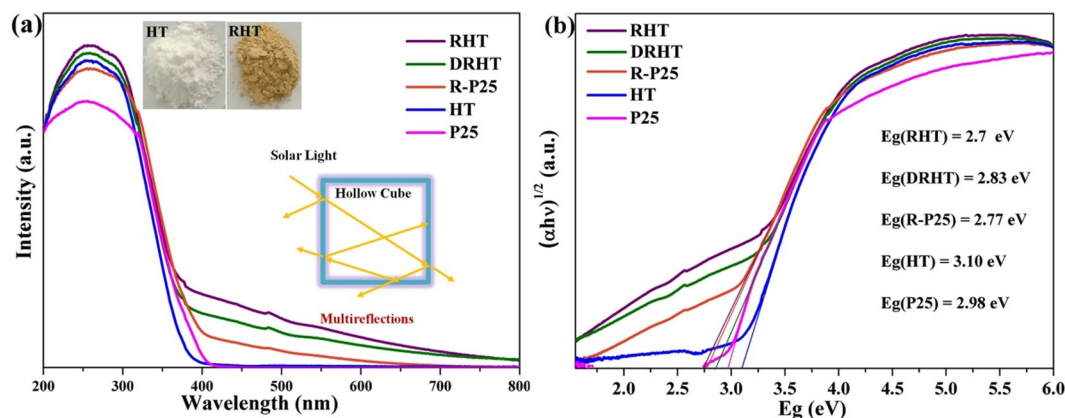 (a)
HT
RHT
RHT
DRHT
R-P25
HT
P25
Solar Light
Hollow Cube
Multireflections
Intensity (a.u.)
200 300 400 500 600 700 800
Wavelength (nm)
(b)
RHT
DRHT
R-P25
HT
P25
Eg(RHT) = 2.7 eV
Eg(DRHT) = 2.83 eV
Eg(R-P25) = 2.77 eV
Eg(HT) = 3.10 eV
Eg(P25) = 2.98 eV
(αhν)1/2 (a.u.)
2.0 2.5 3.0 3.5 4.0 4.5 5.0 5.5 6.0
Eg (eV)